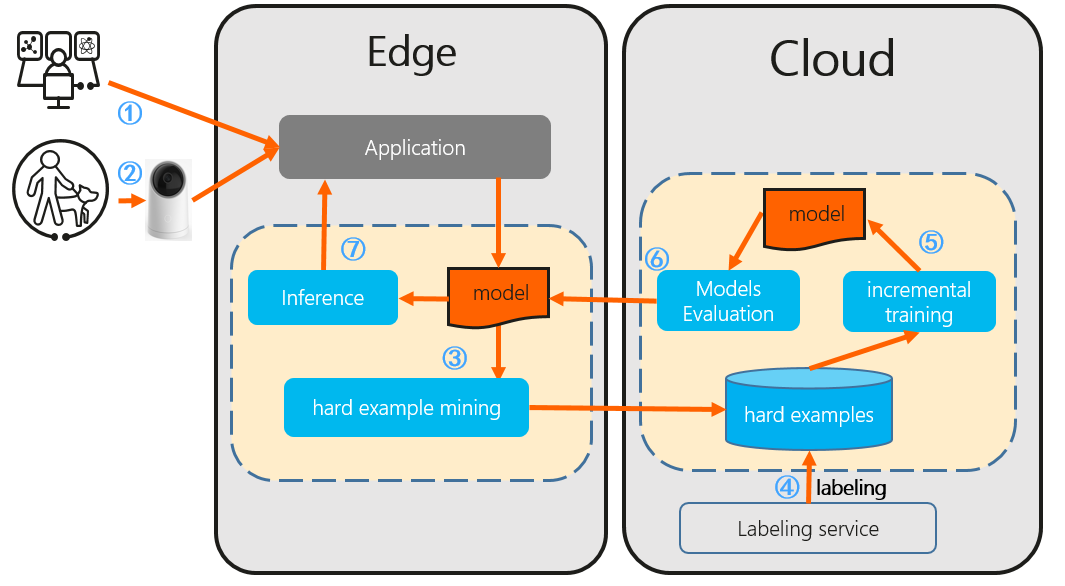 Edge
Cloud
①
Application
②
model
⑤
⑦
⑥
Inference
model
Models
Evaluation
incremental
training
③
hard example mining
hard examples
④ labeling
Labeling service